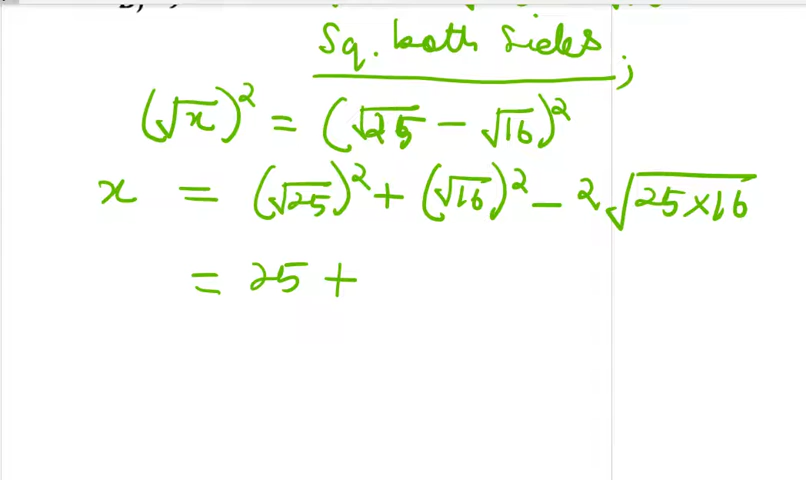 Sq. both sides,
(√x)² = (√25 − √16)²
x = (√25)² + (√16)² − 2√25×16
= 25 +